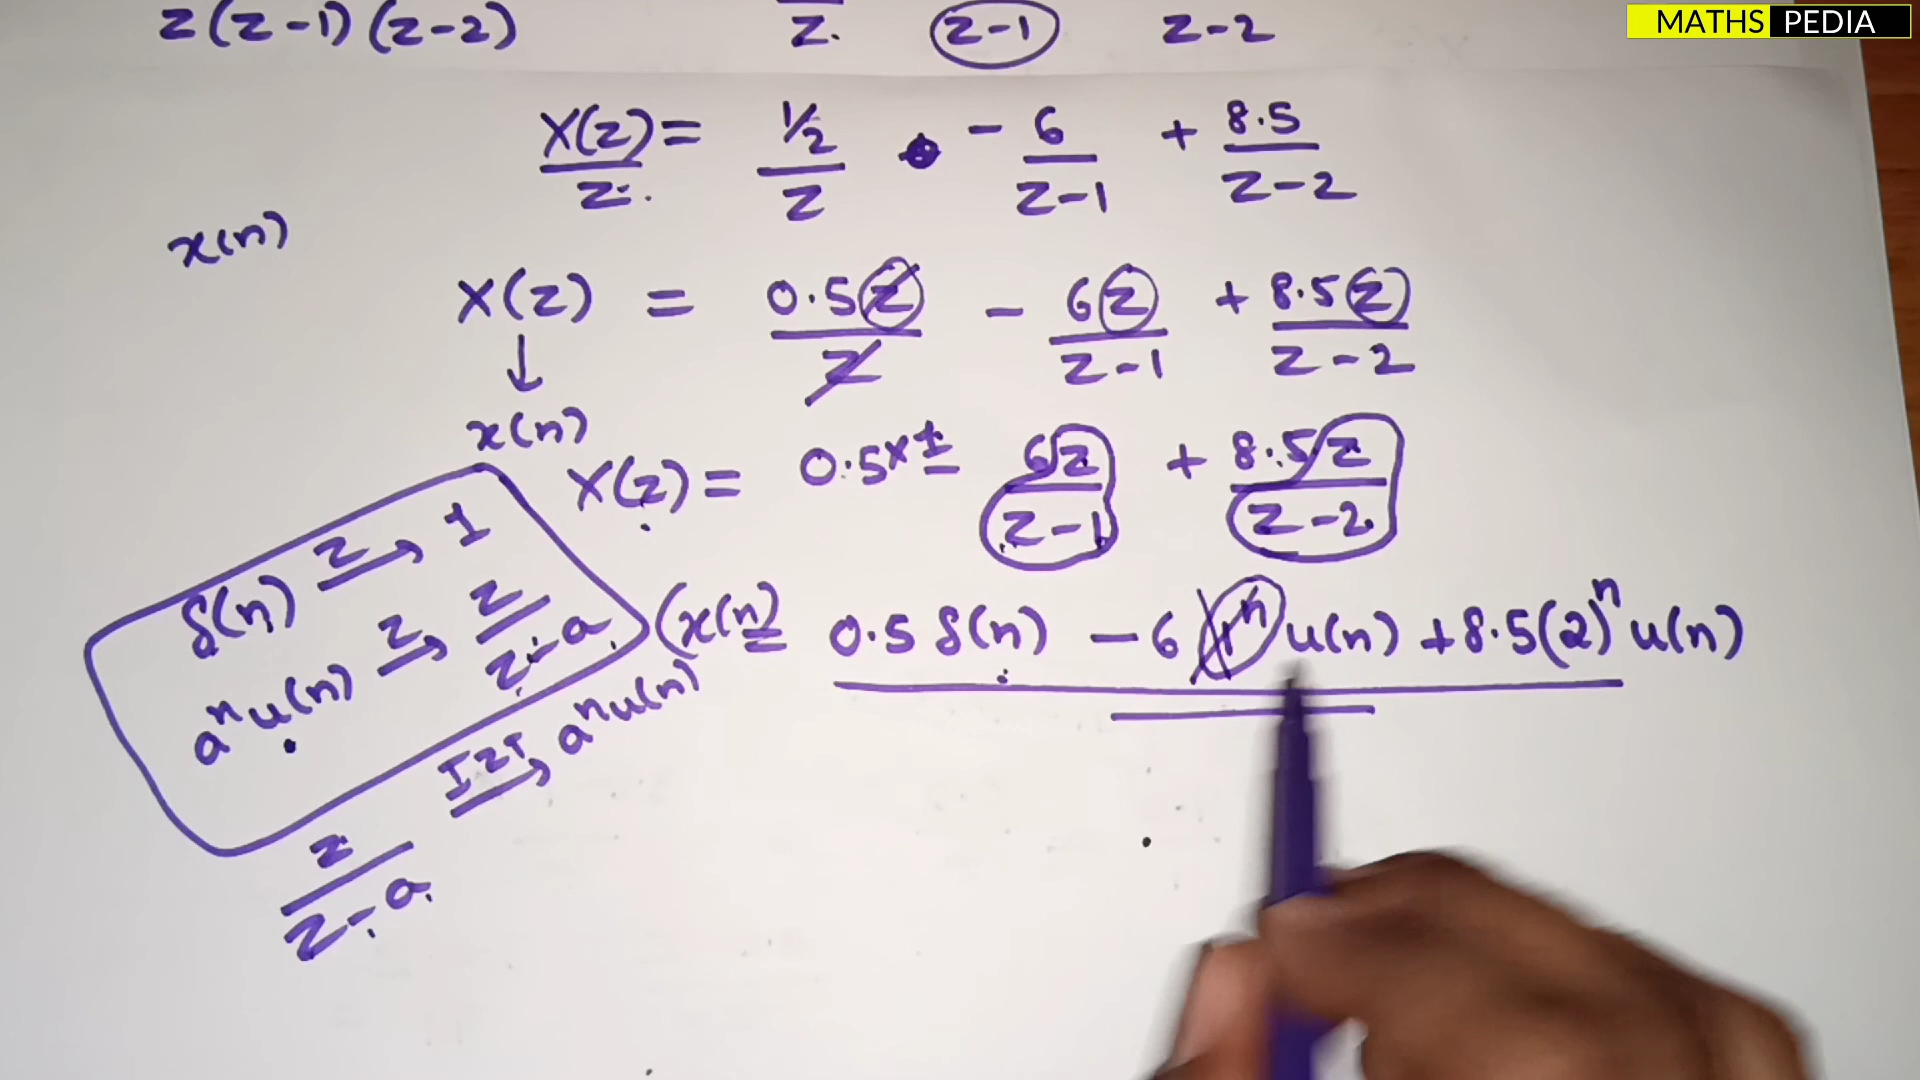 MATHS PEDIA
z(z-1)(z-2) z. z-1 z-2
X(z)/z = ½/z - 6/(z-1) + 8.5/(z-2)
x(n)
X(z) = 0.5z/z - 6z/(z-1) + 8.5z/(z-2)
↓
x(n)
X(z) = 0.5×1 - 6z/(z-1) + 8.5z/(z-2)
δ(n) z→ 1
aⁿu(n) z→ z/(z-a)
x(n) = 0.5 δ(n) - 6 1ⁿ u(n) + 8.5(2)ⁿ u(n)
z/(z-a) IZT→ aⁿu(n)